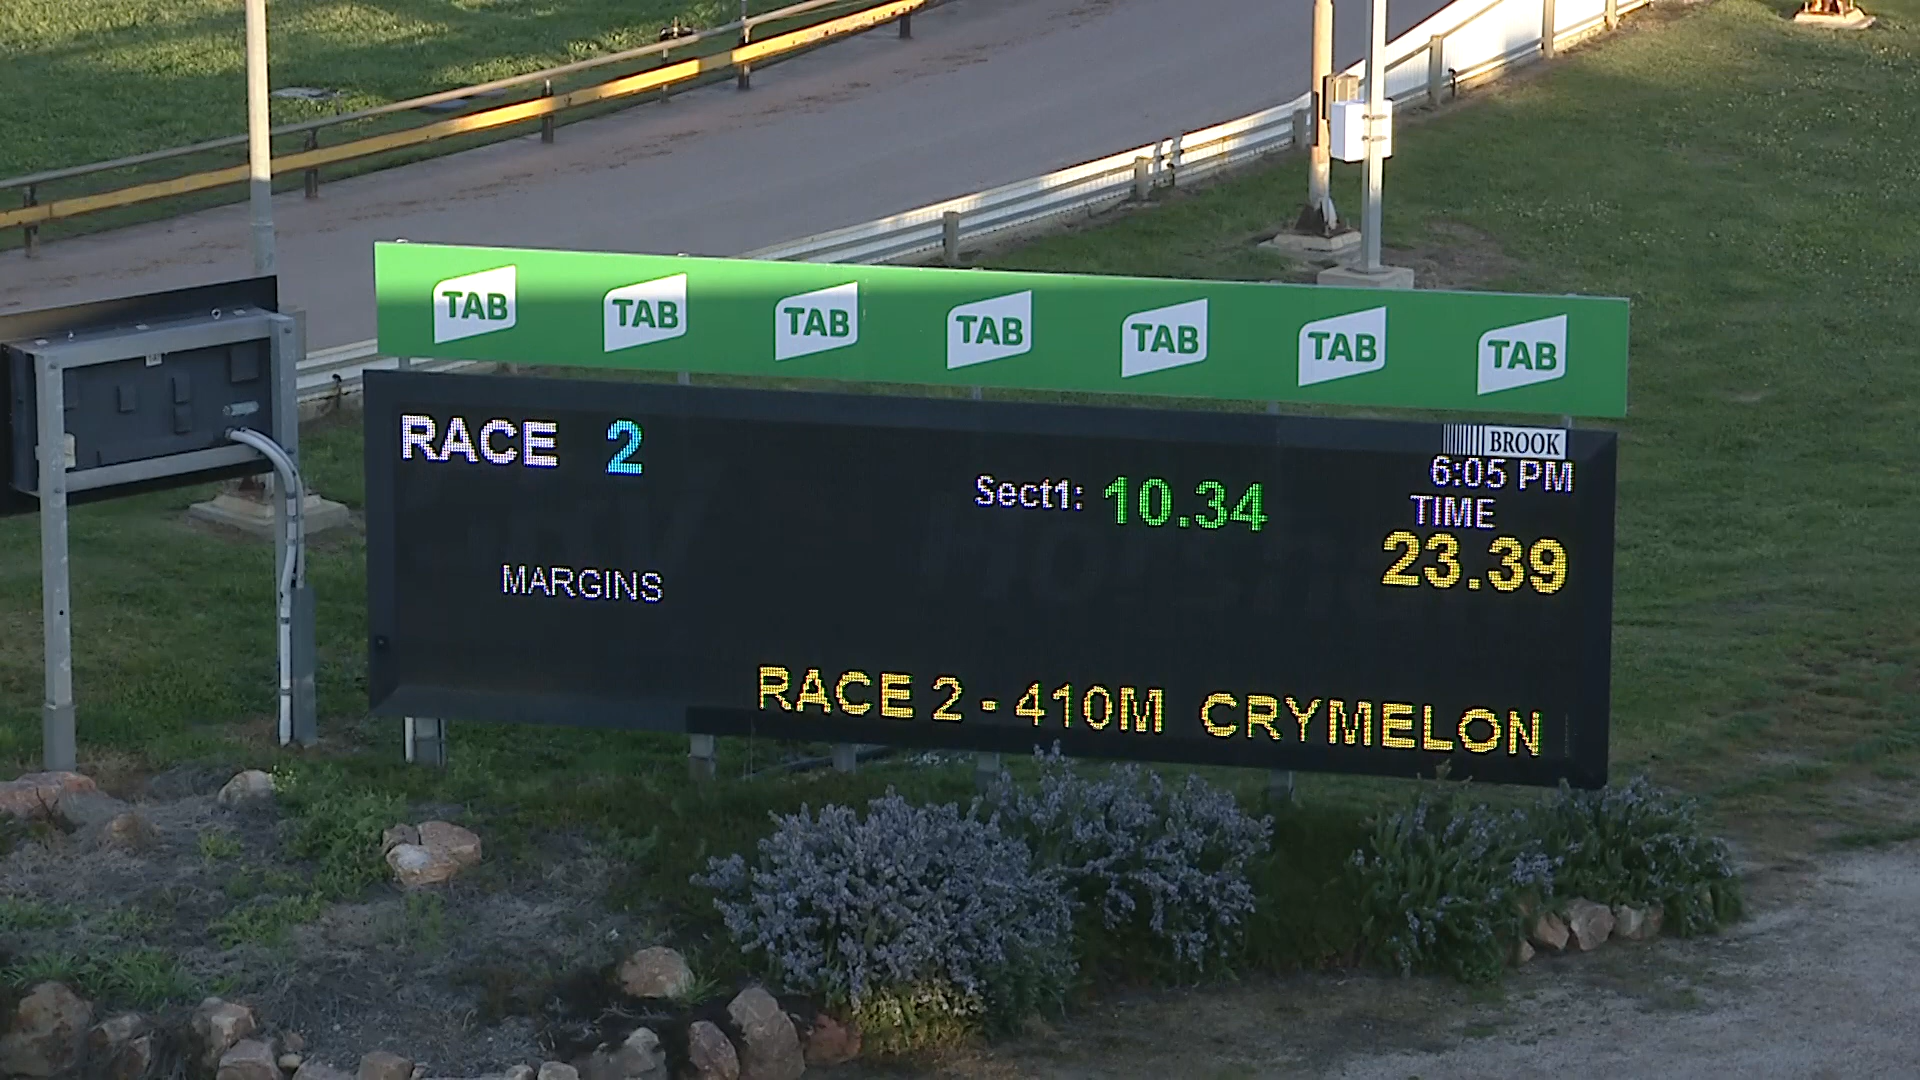 TAB TAB TAB TAB TAB TAB TAB
RACE 2
BROOK
6:05 PM
Sect1: 10.34
TIME
23.39
MARGINS
RACE 2 - 410M CRYMELON